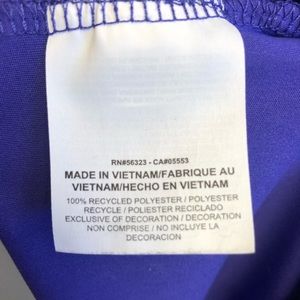 RN#56323 - CA#05553
MADE IN VIETNAM/FABRIQUE AU
VIETNAM/HECHO EN VIETNAM
100% RECYCLED POLYESTER / POLYESTER
RECYCLE / POLIESTER RECICLADO
EXCLUSIVE OF DECORATION / DECORATION
NON COMPRISE / NO INCLUYE LA
DECORACION